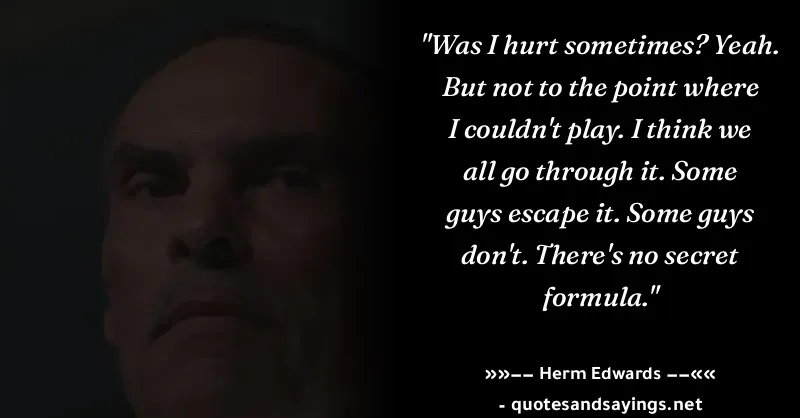 "Was I hurt sometimes? Yeah.
But not to the point where
I couldn't play. I think we
all go through it. Some
guys escape it. Some guys
don't. There's no secret
formula."
»»–– Herm Edwards ––««
- quotesandsayings.net